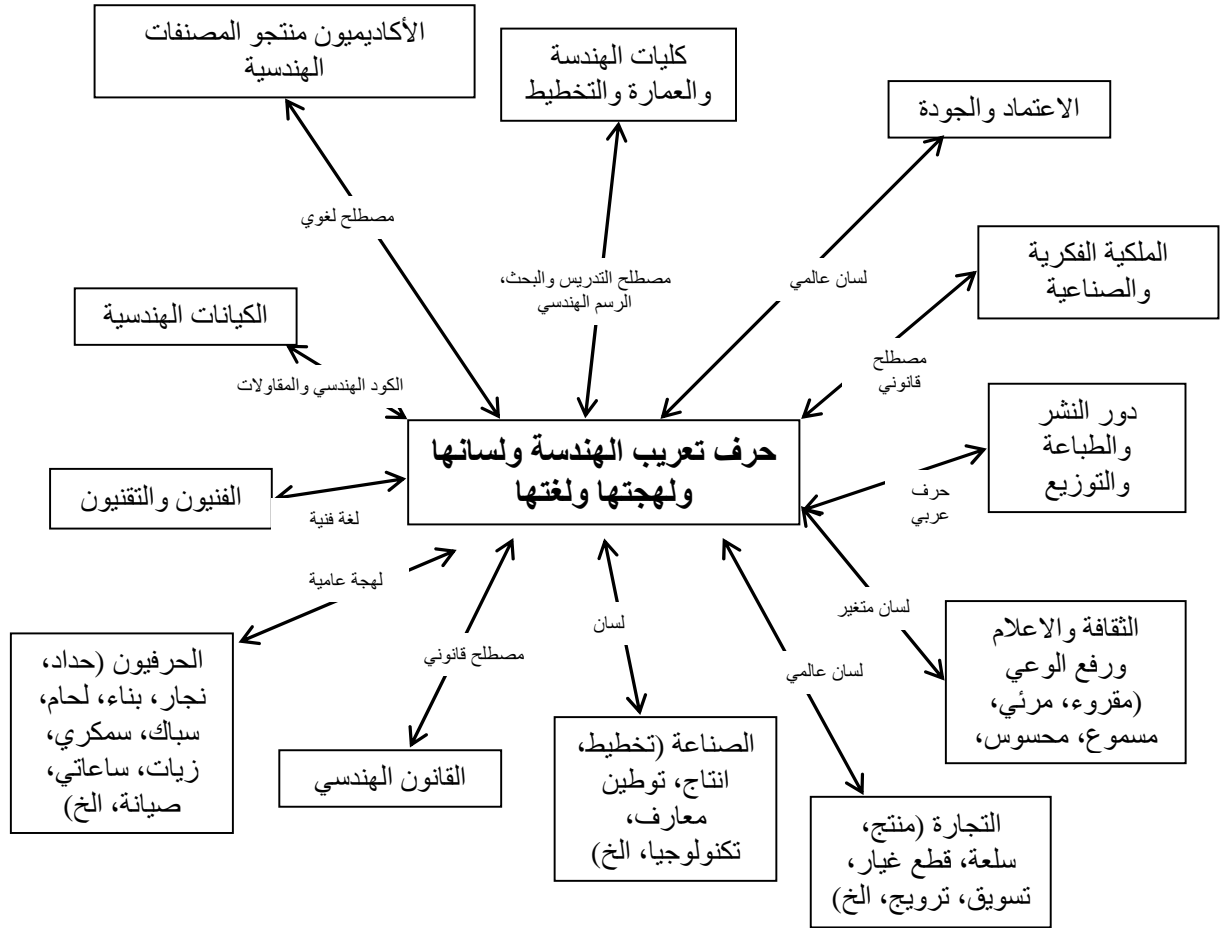 الأكاديميون منتجو المصنفات
الهندسية
كليات الهندسة
والعمارة والتخطيط
الاعتماد والجودة
مصطلح لغوي
مصطلح التدريس والبحث،
الرسم الهندسي
لسان عالمي
الملكية الفكرية
والصناعية
الكيانات الهندسية
الكود الهندسي والمقاولات
مصطلح
قانوني
حرف تعريب الهندسة ولسانها
ولهجتها ولغتها
دور النشر
والطباعة
والتوزيع
حرف
عربي
الفنيون والتقنيون
لغة فنية
لهجة عامية
مصطلح قانوني
لسان
لسان عالمي
لسان متغير
الثقافة والاعلام
ورفع الوعي
(مقروء، مرئي،
مسموع، محسوس،
الحرفيون (حداد،
نجار، بناء، لحام،
سباك، سمكري،
زيات، ساعاتي،
صيانة، الخ)
القانون الهندسي
الصناعة (تخطيط،
انتاج، توطين
معارف،
تكنولوجيا، الخ)
التجارة (منتج،
سلعة، قطع غيار،
تسويق، ترويج، الخ)